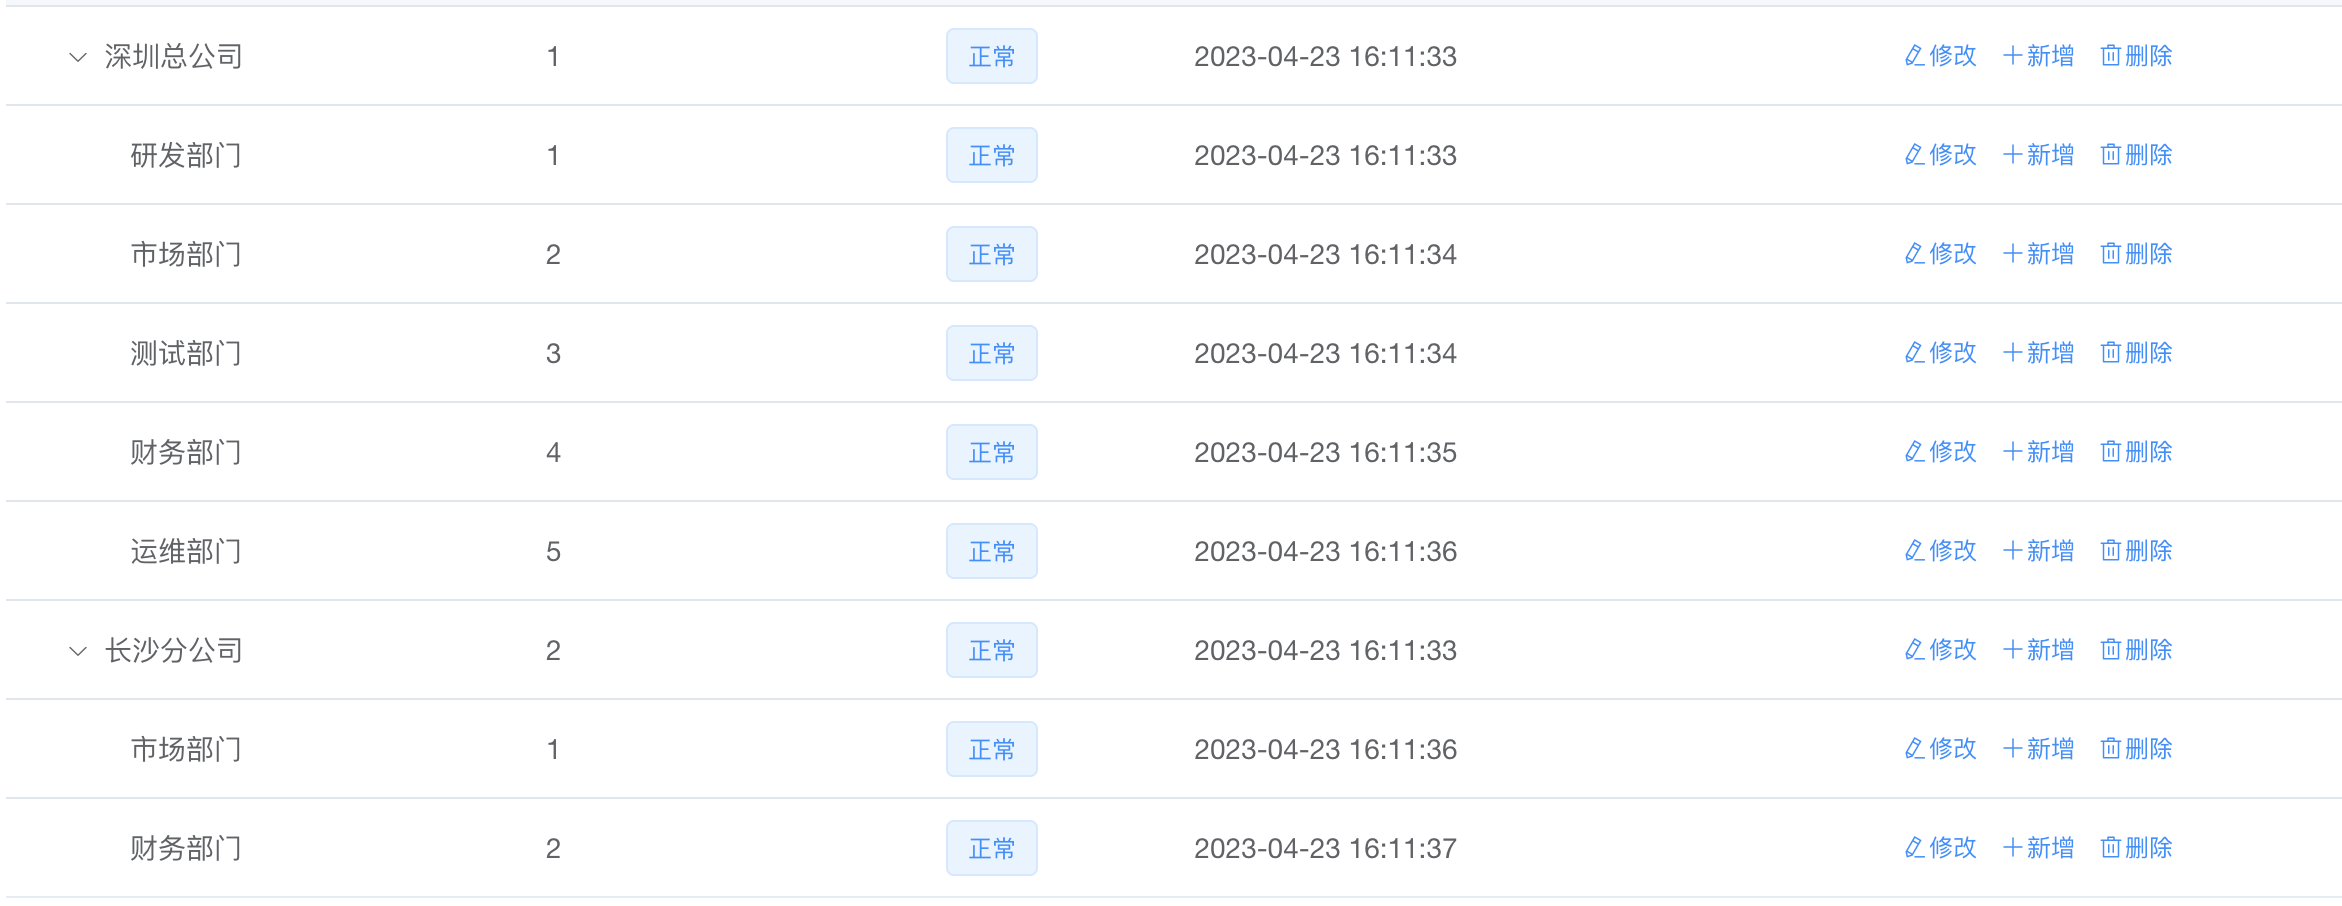 深圳总公司 1 正常 2023-04-23 16:11:33 修改 新增 删除
研发部门 1 正常 2023-04-23 16:11:33 修改 新增 删除
市场部门 2 正常 2023-04-23 16:11:34 修改 新增 删除
测试部门 3 正常 2023-04-23 16:11:34 修改 新增 删除
财务部门 4 正常 2023-04-23 16:11:35 修改 新增 删除
运维部门 5 正常 2023-04-23 16:11:36 修改 新增 删除
长沙分公司 2 正常 2023-04-23 16:11:33 修改 新增 删除
市场部门 1 正常 2023-04-23 16:11:36 修改 新增 删除
财务部门 2 正常 2023-04-23 16:11:37 修改 新增 删除